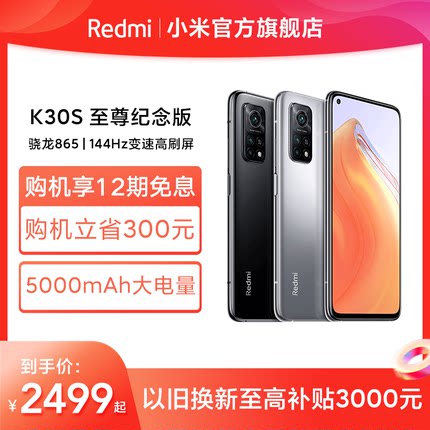 Redmi | 小米官方旗舰店
K30S 至尊纪念版
骁龙865 | 144Hz变速高刷屏
购机享12期免息
购机立省300元
5000mAh大电量
Redmi
Redmi
到手价:
¥2499起
以旧换新至高补贴3000元